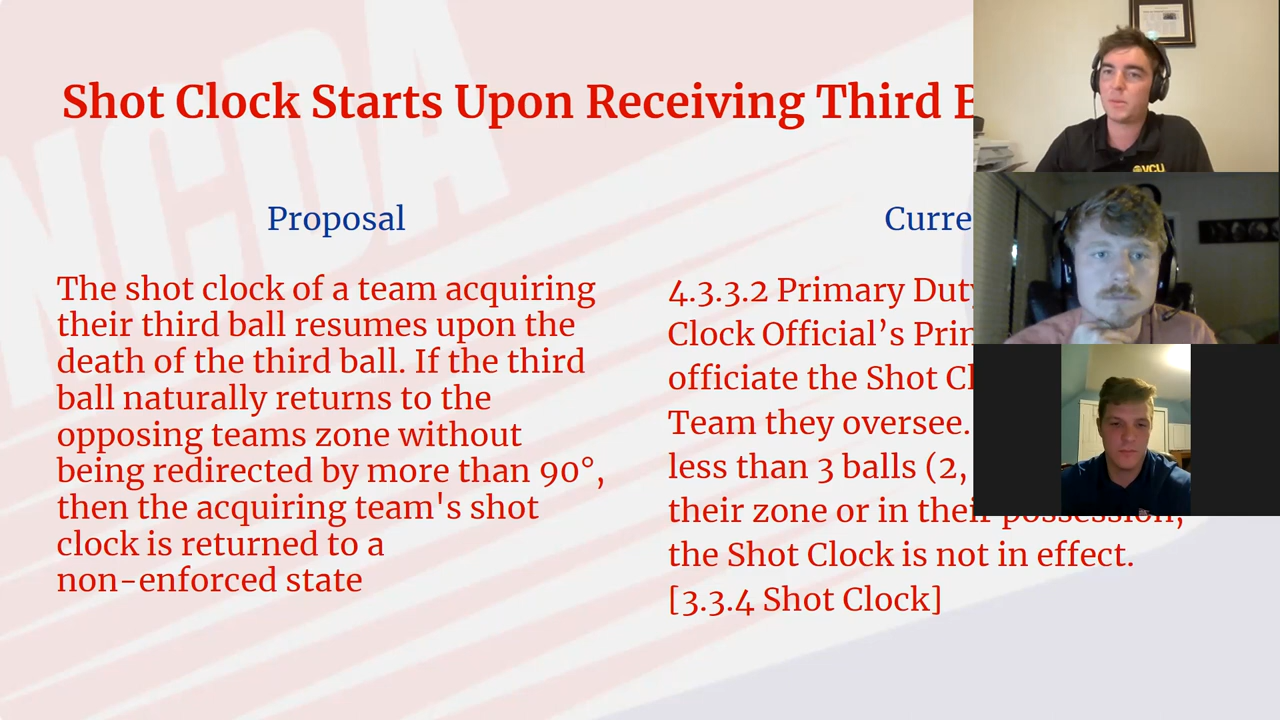 NCDA
Shot Clock Starts Upon Receiving Third
Proposal
The shot clock of a team acquiring
their third ball resumes upon the
death of the third ball. If the third
ball naturally returns to the
opposing teams zone without
being redirected by more than 90°,
then the acquiring team's shot
clock is returned to a
non-enforced state
4.3.3.2 Primary
Clock Official's
officiate the Shot
Team they oversee.
less than 3 balls (2,
their zone or in their possession,
the Shot Clock is not in effect.
[3.3.4 Shot Clock]
VCU